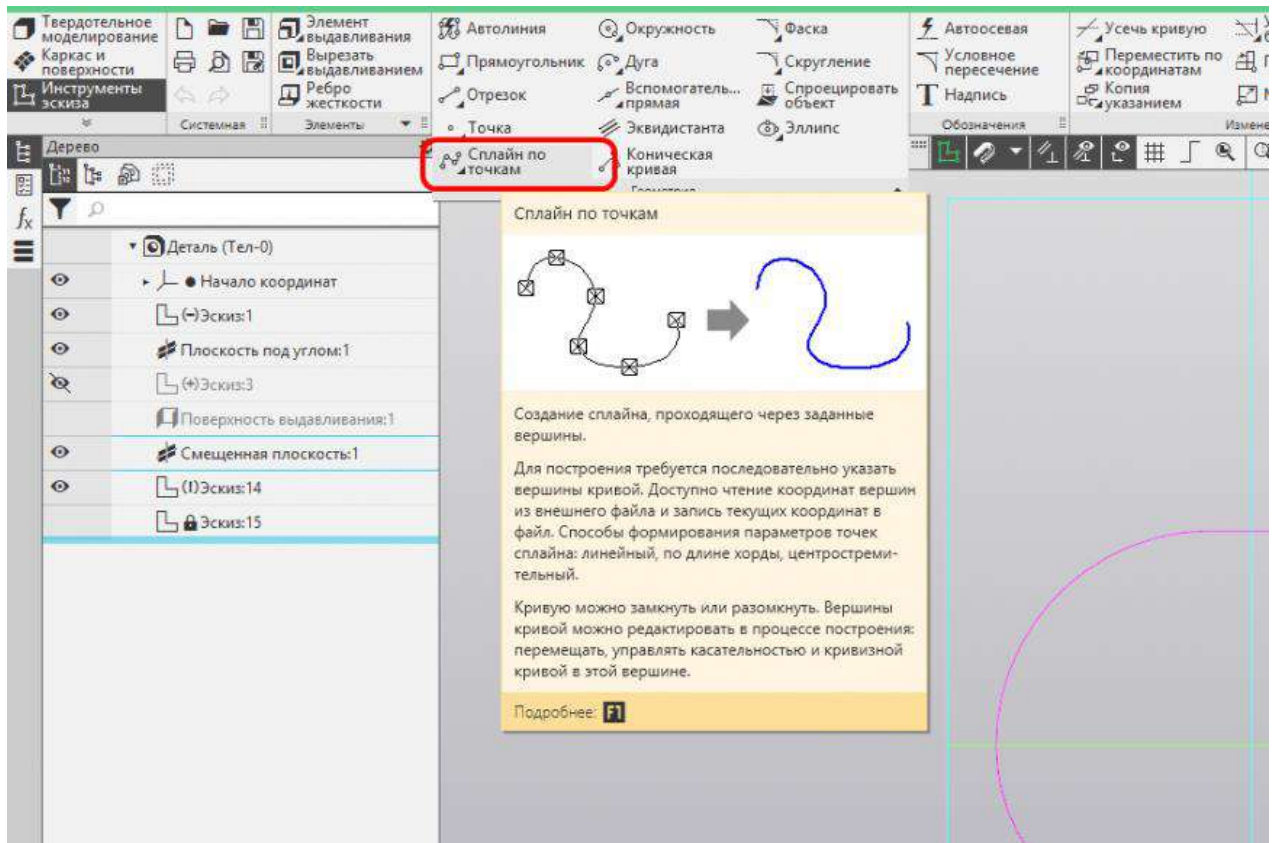 Твердотельное
моделирование
Каркас и
поверхности
Инструменты
эскиза
Системная
Элемент
выдавливания
Вырезать
выдавливанием
Ребро
жесткости
Элементы
Автолиния
Прямоугольник
Отрезок
Точка
Сплайн по
точкам
Окружность
Дуга
Вспомогатель...
прямая
Эквидистанта
Коническая
кривая
Фаска
Скругление
Спроецировать
объект
Эллипс
Автоосевая
Условное
пересечение
Надпись
Обозначения
Усечь кривую
Переместить по
координатам
Копия
указанием
Измене
Дерево
Деталь (Тел-0)
Начало координат
(-)Эскиз:1
Плоскость под углом:1
(+)Эскиз:3
Поверхность выдавливания:1
Смещенная плоскость:1
(!)Эскиз:14
Эскиз:15
Сплайн по точкам
Создание сплайна, проходящего через заданные
вершины.
Для построения требуется последовательно указать
вершины кривой. Доступно чтение координат вершин
из внешнего файла и запись текущих координат в
файл. Способы формирования параметров точек
сплайна: линейный, по длине хорды, центростреми-
тельный.
Кривую можно замкнуть или разомкнуть. Вершины
кривой можно редактировать в процессе построения:
перемещать, управлять касательностью и кривизной
кривой в этой вершине.
Подробнее: F1